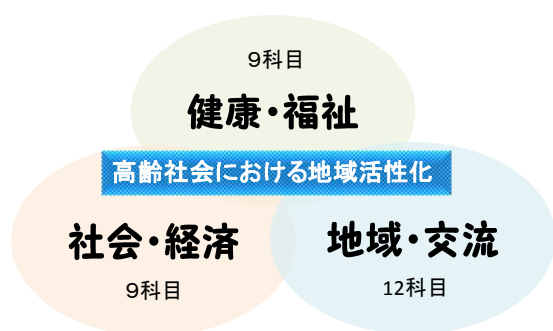 ９科目
健康・福祉
高齢社会における地域活性化
社会・経済
地域・交流
９科目
12科目